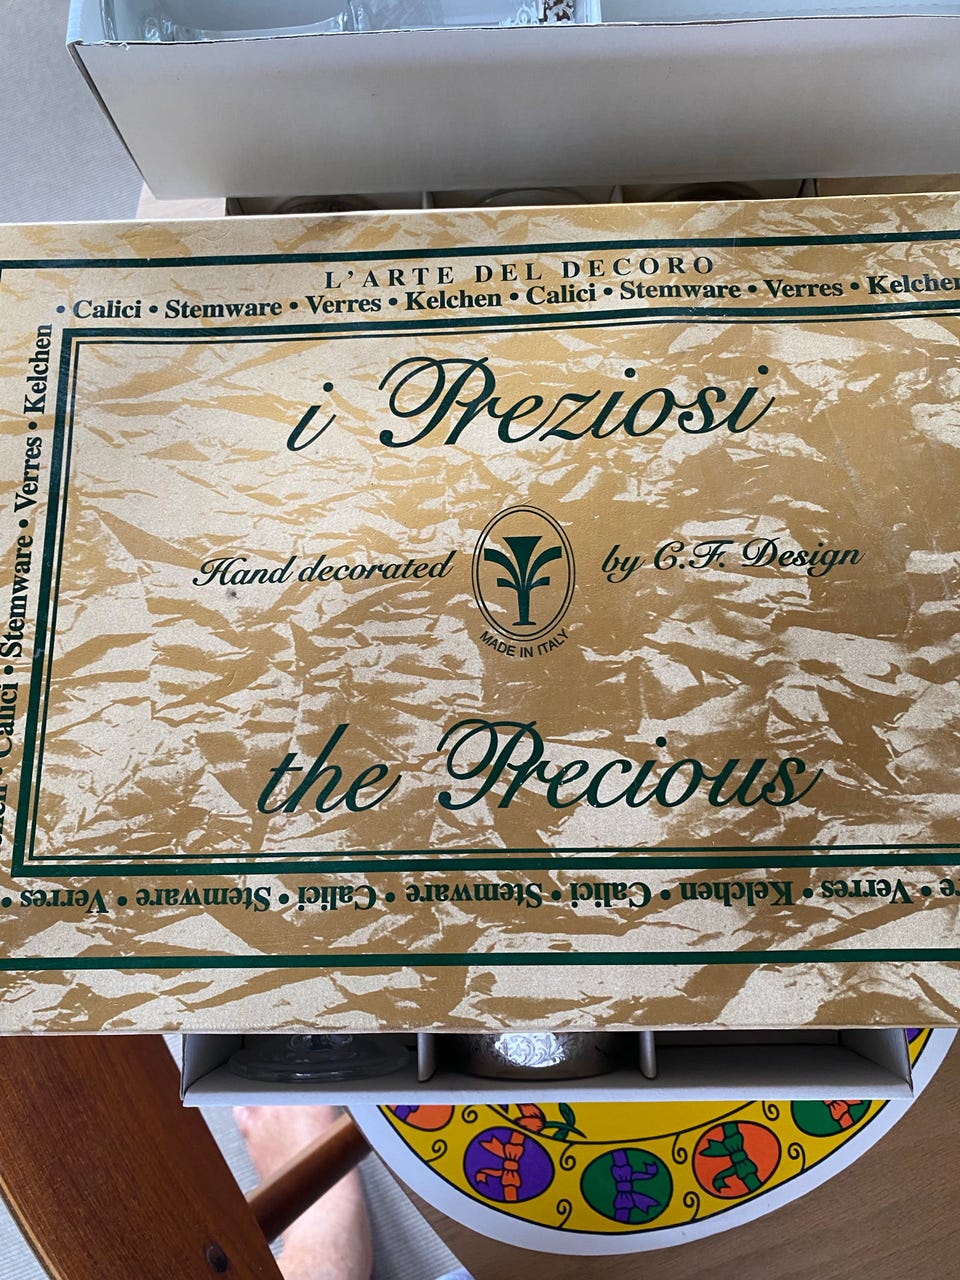 L'ARTE DEL DECORO
• Calici • Stemware • Verres • Kelchen • Calici • Stemware • Verres • Kelchen
Calici • Stemware • Verres • Kelchen
i Preziosi
Hand decorated
by C.F. Design
MADE IN ITALY
the Precious
• Verres • Kelchen • Calici • Stemware • Calici • Stemware • Verres •